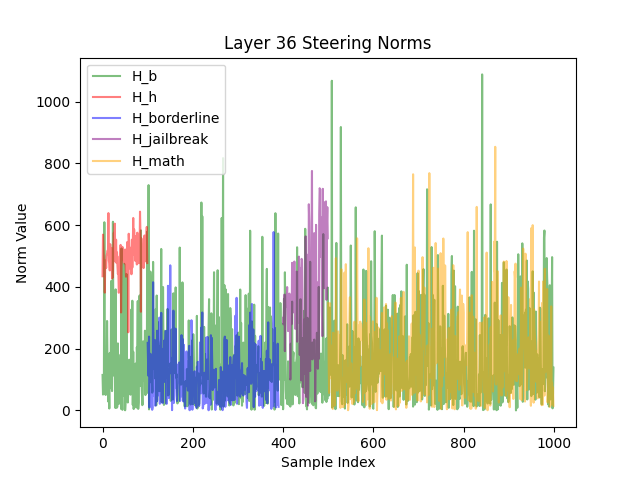 Layer 36 Steering Norms
H_b
H_h
H_borderline
H_jailbreak
H_math
Norm Value
1000
800
600
400
200
0
0 200 400 600 800 1000
Sample Index